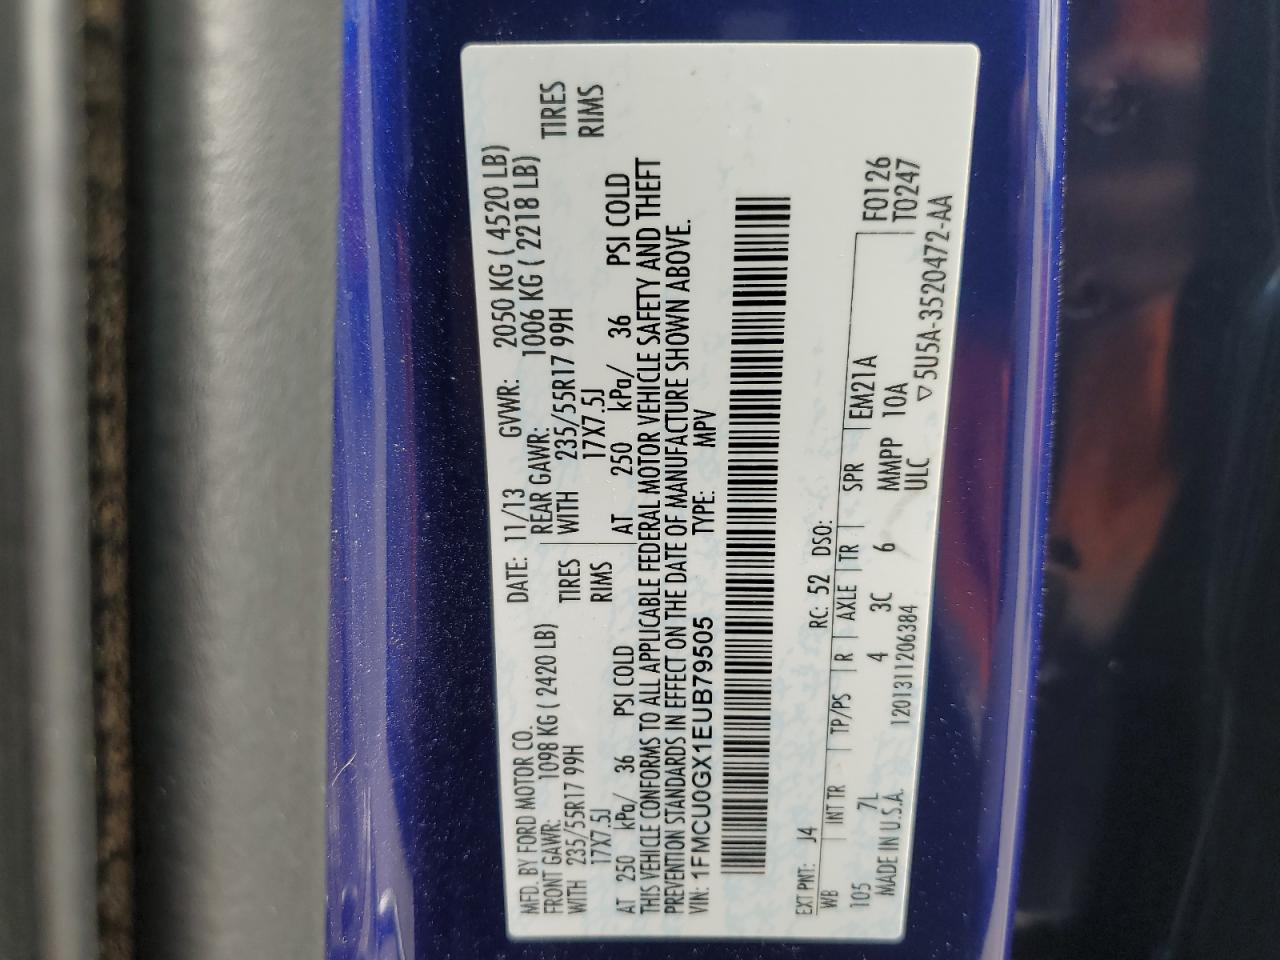 MFD. BY FORD MOTOR CO. DATE: 11/13 GVWR: 2050 KG ( 4520 LB)
FRONT GAWR: 1098 KG ( 2420 LB) REAR GAWR: 1006 KG ( 2218 LB)
WITH 235/55R17 99H TIRES WITH 235/55R17 99H TIRES
17X7.5J RIMS 17X7.5J RIMS
AT 250 kPa/ 36 PSI COLD AT 250 kPa/ 36 PSI COLD
THIS VEHICLE CONFORMS TO ALL APPLICABLE FEDERAL MOTOR VEHICLE SAFETY AND THEFT
PREVENTION STANDARDS IN EFFECT ON THE DATE OF MANUFACTURE SHOWN ABOVE.
VIN: 1FMCU0GX1EUB79505 TYPE: MPV
EXT PNT: J4 RC: 52 DSO:
WB INT TR TP/PS R AXLE TR SPR EM21A F0126
105 7L 4 3C 6 MMPP 10A T0247
MADE IN U.S.A. 1201311206384 ULC ▽ 5U5A-3520472-AA